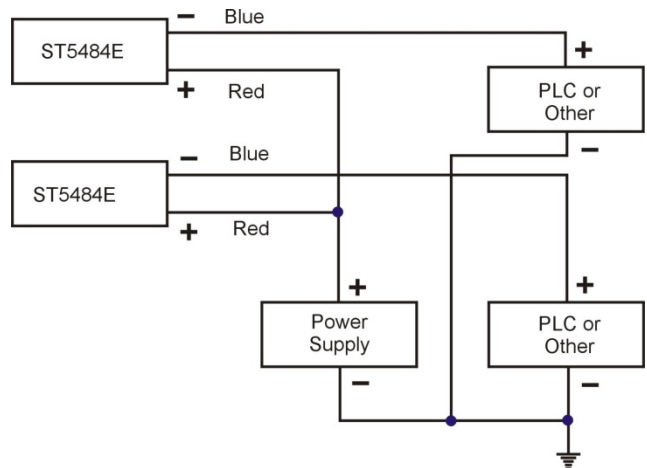 − Blue
ST5484E
+
+ Red
PLC or
Other
−
− Blue
ST5484E
+ Red
+
+
Power
Supply
PLC or
Other
−
−